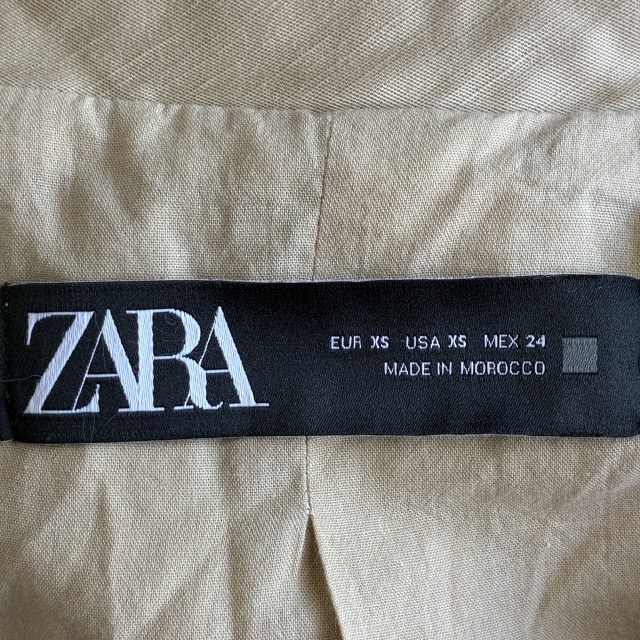 ZARA
EUR XS USA XS MEX 24
MADE IN MOROCCO